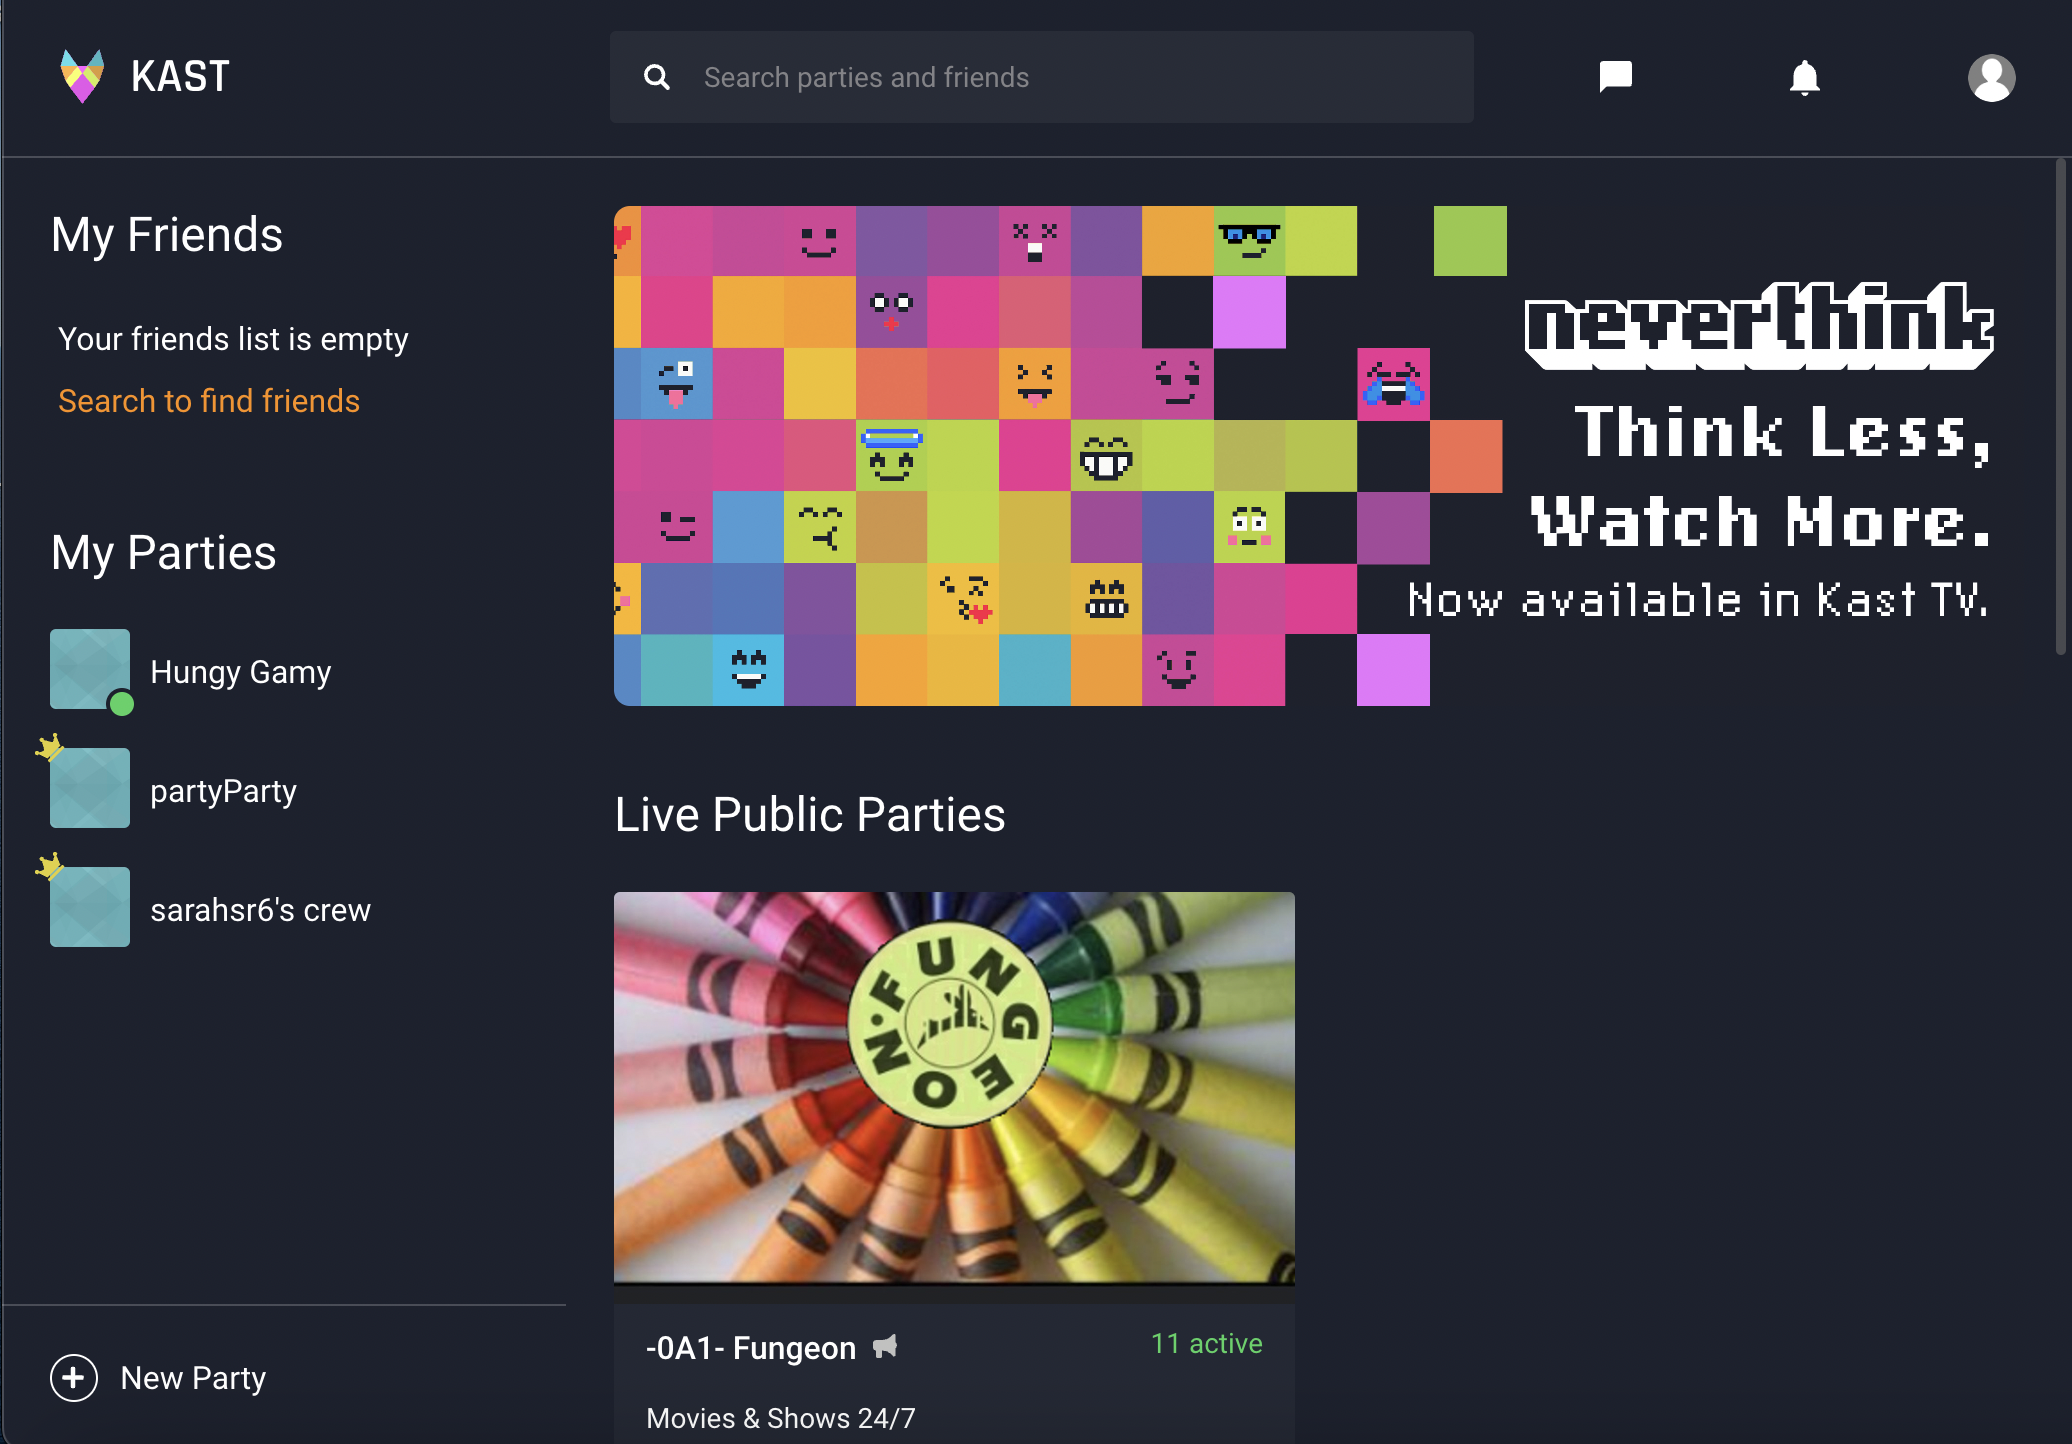 KAST
Search parties and friends
My Friends
Your friends list is empty
Search to find friends
My Parties
Hungy Gamy
partyParty
sarahsr6's crew
New Party
neverthink
Think Less,
Watch More.
Now available in Kast TV.
Live Public Parties
FUNGEON
-0A1- Fungeon
11 active
Movies & Shows 24/7